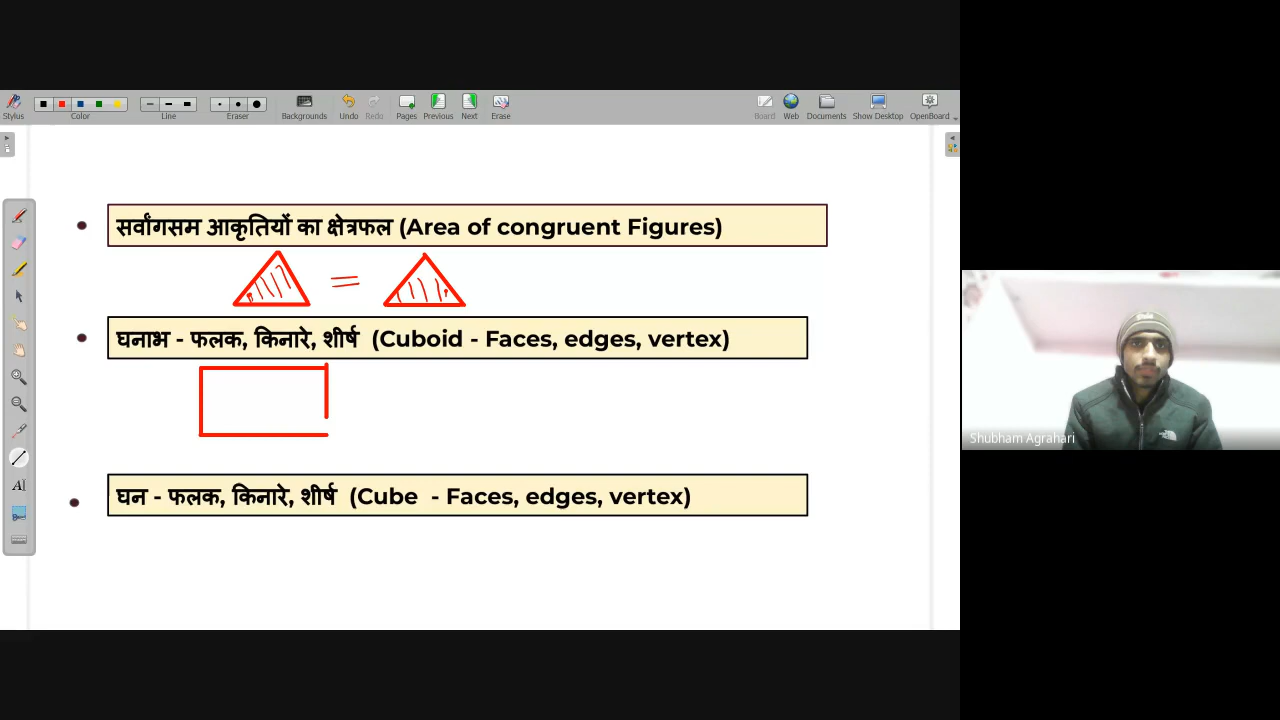 Stylus Color Line Eraser Backgrounds Undo Redo Pages Previous Next Erase Board Web Documents Show Desktop OpenBoard
सर्वांगसम आकृतियों का क्षेत्रफल (Area of congruent Figures)
=
घनाभ - फलक, किनारे, शीर्ष (Cuboid - Faces, edges, vertex)
घन - फलक, किनारे, शीर्ष (Cube - Faces, edges, vertex)
Shubham Agrahari